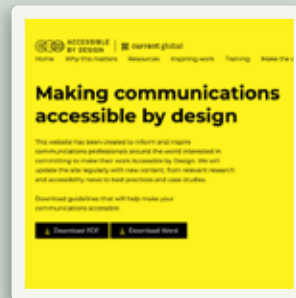 ACCESSIBLE
BY DESIGN
current global
Home Why this matters Resources Inspiring work Training Make the
Making communications
accessible by design
This website has been created to inform and inspire
communications professionals around the world interested in
committing to make their work Accessible by Design. We will
update the site regularly with new content, from relevant research
and accessibility news to best practices and case studies.
Download guidelines that will help make your
communications accessible.
Download PDF Download Word